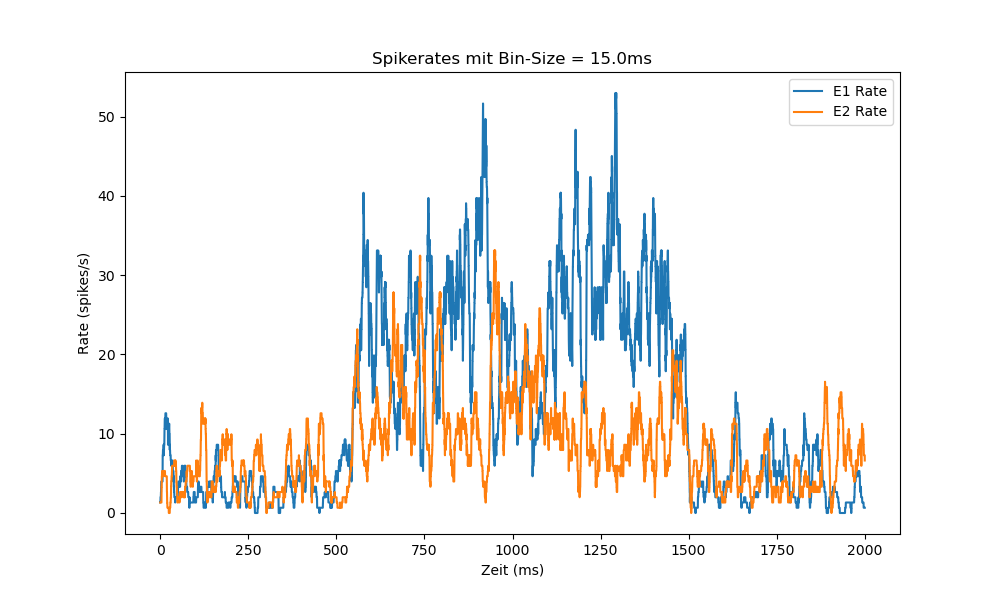 Spikerates mit Bin-Size = 15.0ms
E1 Rate
E2 Rate
50
40
30
20
10
0
Rate (spikes/s)
0 250 500 750 1000 1250 1500 1750 2000
Zeit (ms)